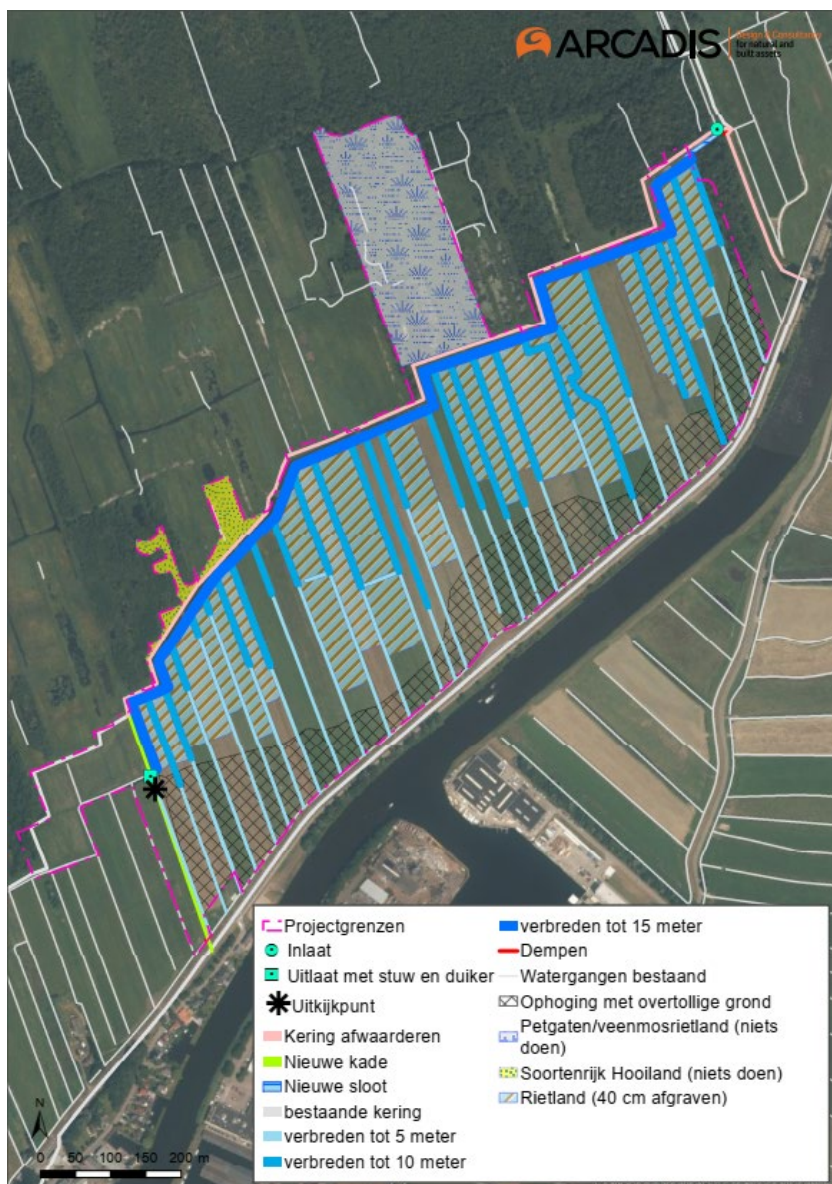 ARCADIS
Design & Consultancy
for natural and
built assets
Projectgrenzen
Inlaat
Uitlaat met stuw en duiker
Uitkijkpunt
Kering afwaarderen
Nieuwe kade
Nieuwe sloot
bestaande kering
verbreden tot 5 meter
verbreden tot 10 meter
verbreden tot 15 meter
Dempen
Watergangen bestaand
Ophoging met overtollige grond
Petgaten/veenmosrietland (niets
doen)
Soortenrijk Hooiland (niets doen)
Rietland (40 cm afgraven)
N
0 50 100 150 200 m